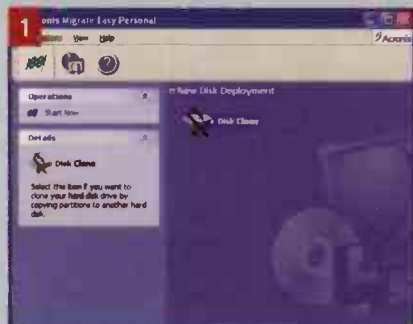 1
onis Migrate Easy Personal
View Help
Acronis
Operations
Start Now
New Disk Deployment
Disk Clone
Details
Disk Clone
Select this item if you want to
clone your hard disk drive by
copying partitions to another hard
disk.